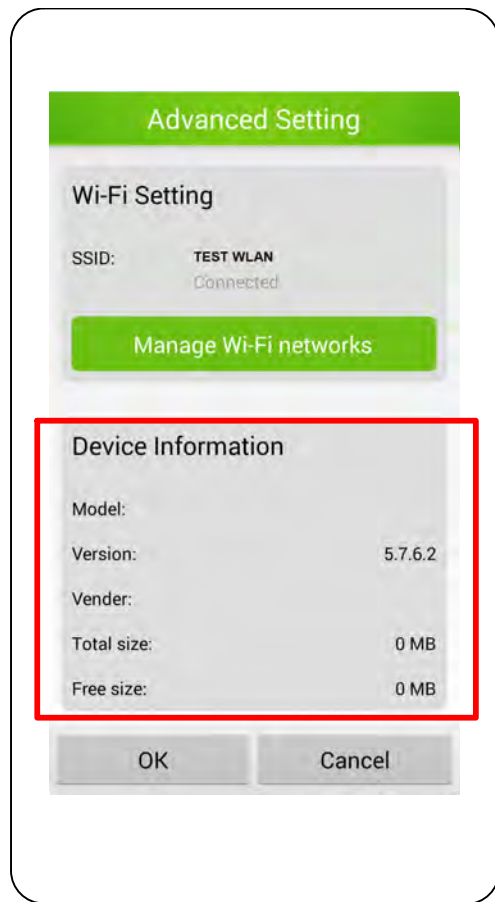 Advanced Setting
Wi-Fi Setting
SSID: TEST WLAN
Connected
Manage Wi-Fi networks
Device Information
Model:
Version: 5.7.6.2
Vender:
Total size: 0 MB
Free size: 0 MB
OK Cancel